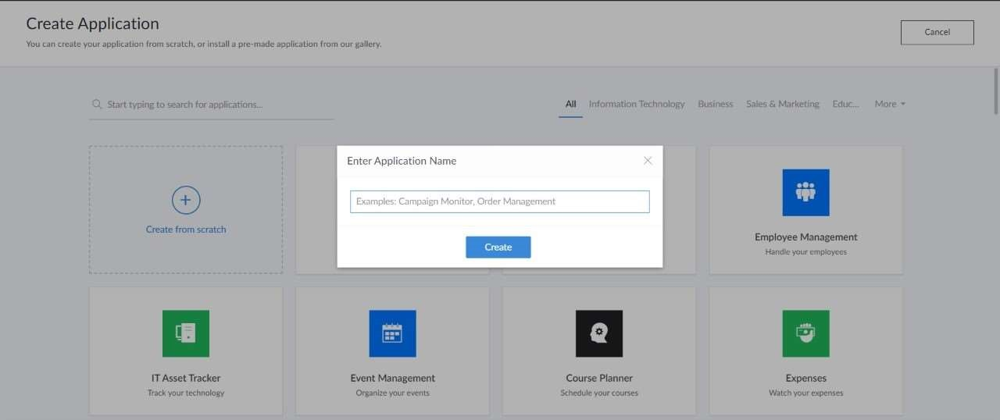 Create Application
You can create your application from scratch, or install a pre-made application from our gallery.
Cancel
Start typing to search for applications...
All
Information Technology
Business
Sales & Marketing
Educ...
More
Enter Application Name
Examples: Campaign Monitor, Order Management
Create
Create from scratch
Employee Management
Handle your employees
IT Asset Tracker
Track your technology
Event Management
Organize your events
Course Planner
Schedule your courses
Expenses
Watch your expenses